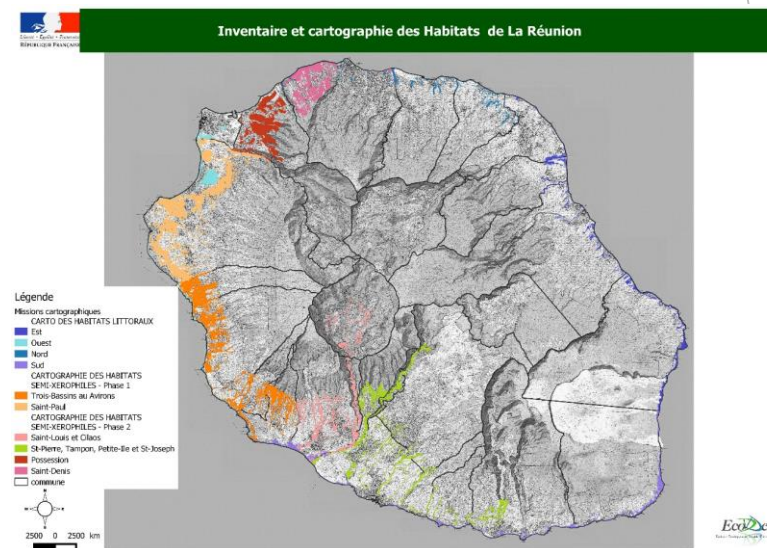 Inventaire et cartographie des Habitats de La Réunion
Liberté • Égalité • Fraternité
RÉPUBLIQUE FRANÇAISE
Légende
Missions cartographiques
CARTO DES HABITATS LITTORAUX
Est
Ouest
Nord
Sud
CARTOGRAPHIE DES HABITATS
SEMI-XEROPHILES - Phase 1
Trois-Bassins au Avirons
Saint-Paul
CARTOGRAPHIE DES HABITATS
SEMI-XEROPHILES - Phase 2
Saint-Louis et Cilaos
St-Pierre, Tampon, Petite-Ile et St-Joseph
Possession
Saint-Denis
commune
2500 0 2500 km